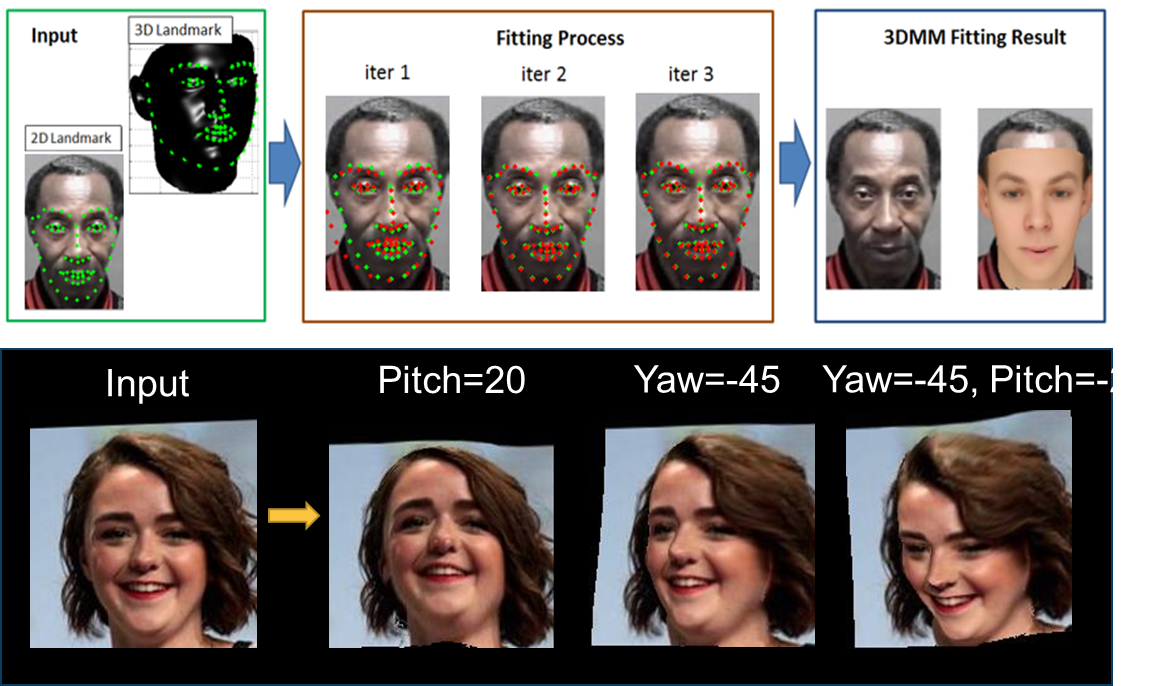 Input
3D Landmark
2D Landmark
Fitting Process
iter 1
iter 2
iter 3
3DMM Fitting Result
Input
Pitch=20
Yaw=-45
Yaw=-45, Pitch=-